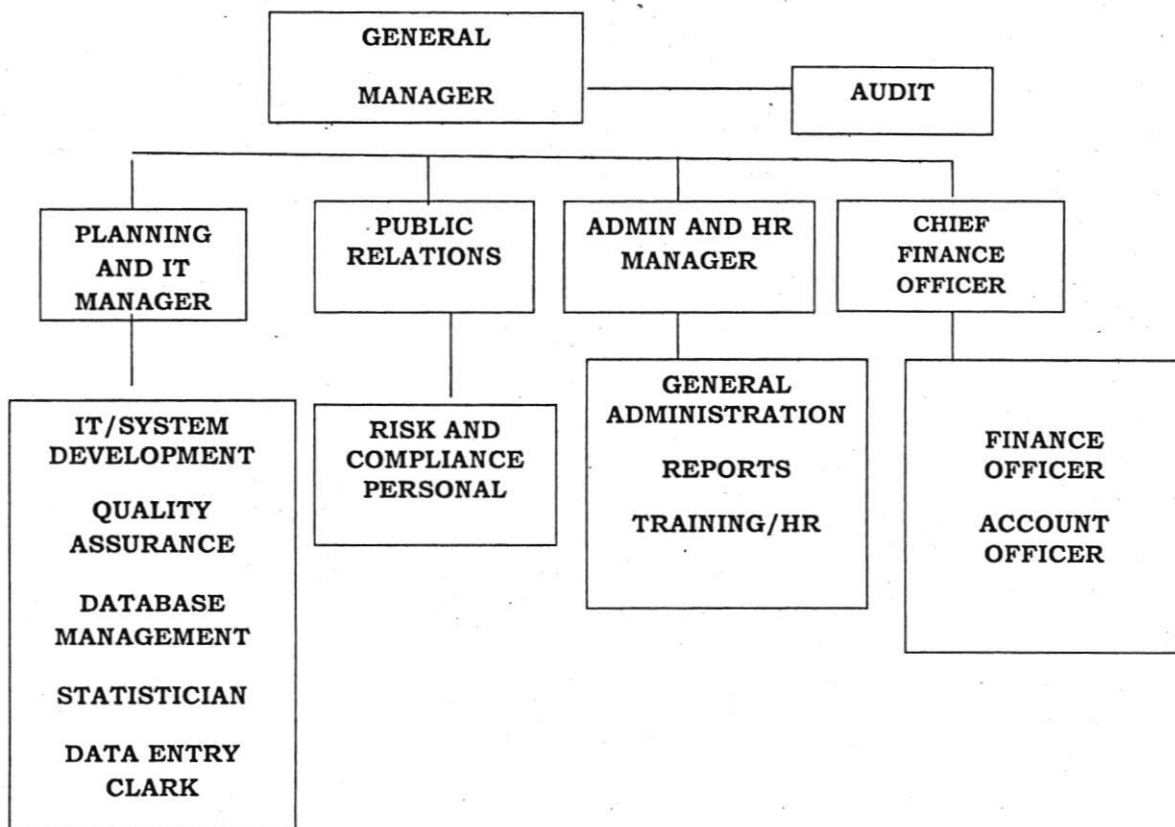 GENERAL
MANAGER
AUDIT
PLANNING
AND IT
MANAGER
PUBLIC
RELATIONS
ADMIN AND HR
MANAGER
CHIEF
FINANCE
OFFICER
IT/SYSTEM
DEVELOPMENT
QUALITY
ASSURANCE
DATABASE
MANAGEMENT
STATISTICIAN
DATA ENTRY
CLARK
RISK AND
COMPLIANCE
PERSONAL
GENERAL
ADMINISTRATION
REPORTS
TRAINING/HR
FINANCE
OFFICER
ACCOUNT
OFFICER